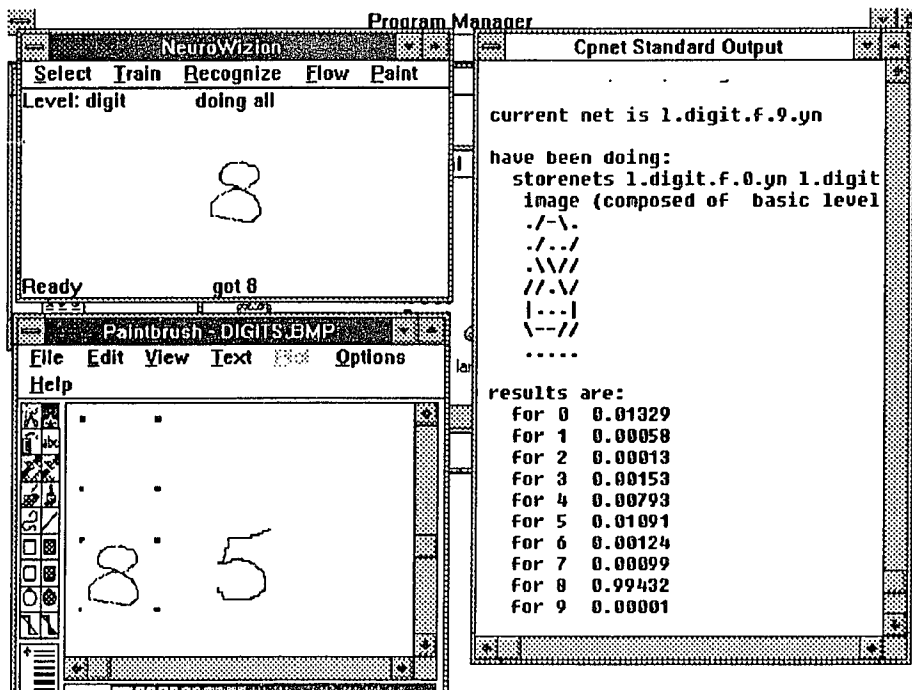 Program Manager
NeuroWizion
Select Train Recognize Flow Paint
Level: digit doing all
8
Ready got 8
Paintbrush - DIGITS.BMP
File Edit View Text Options
Help
abc
8 5
Cpnet Standard Output
current net is l.digit.f.9.yn
have been doing:
storenets l.digit.f.0.yn l.digit
image (composed of basic level
./-\.
./../
.\\//
//.\/
|...|
\--//
.....
results are:
for 0 0.01329
for 1 0.00058
for 2 0.00013
for 3 0.00153
for 4 0.00793
for 5 0.01091
for 6 0.00124
for 7 0.00099
for 8 0.99432
for 9 0.00001